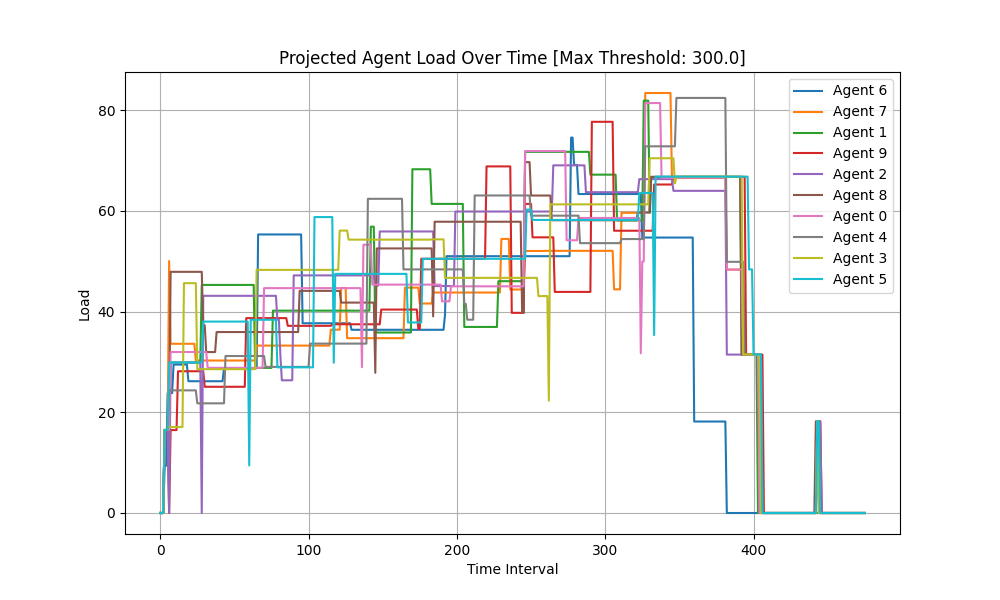 Projected Agent Load Over Time [Max Threshold: 300.0]
Load
80
60
40
20
0
0 100 200 300 400
Time Interval
Agent 6
Agent 7
Agent 1
Agent 9
Agent 2
Agent 8
Agent 0
Agent 4
Agent 3
Agent 5